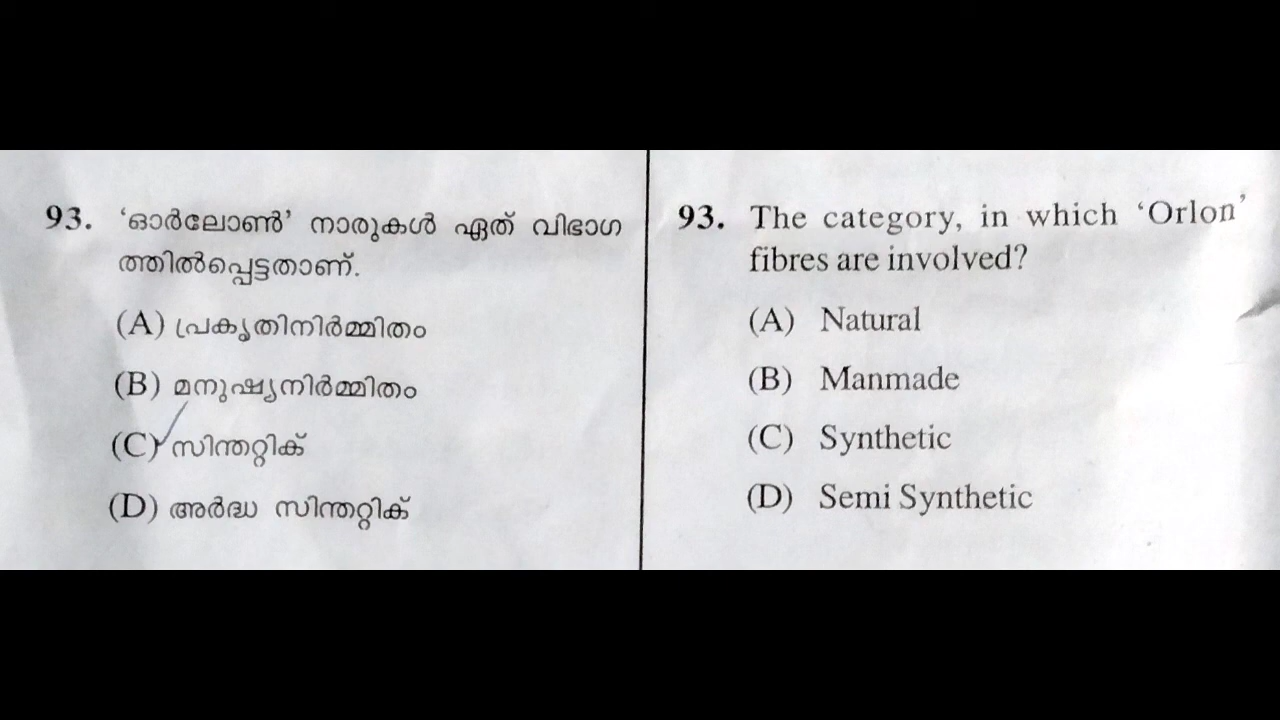 93. 'ഓർലോൺ' നാരുകൾ ഏത് വിഭാഗ
ത്തിൽപ്പെട്ടതാണ്.
(A) പ്രകൃതിനിർമ്മിതം
(B) മനുഷ്യനിർമ്മിതം
(C) സിന്തറ്റിക്
(D) അർദ്ധ സിന്തറ്റിക്
93. The category, in which 'Orlon'
fibres are involved?
(A) Natural
(B) Manmade
(C) Synthetic
(D) Semi Synthetic